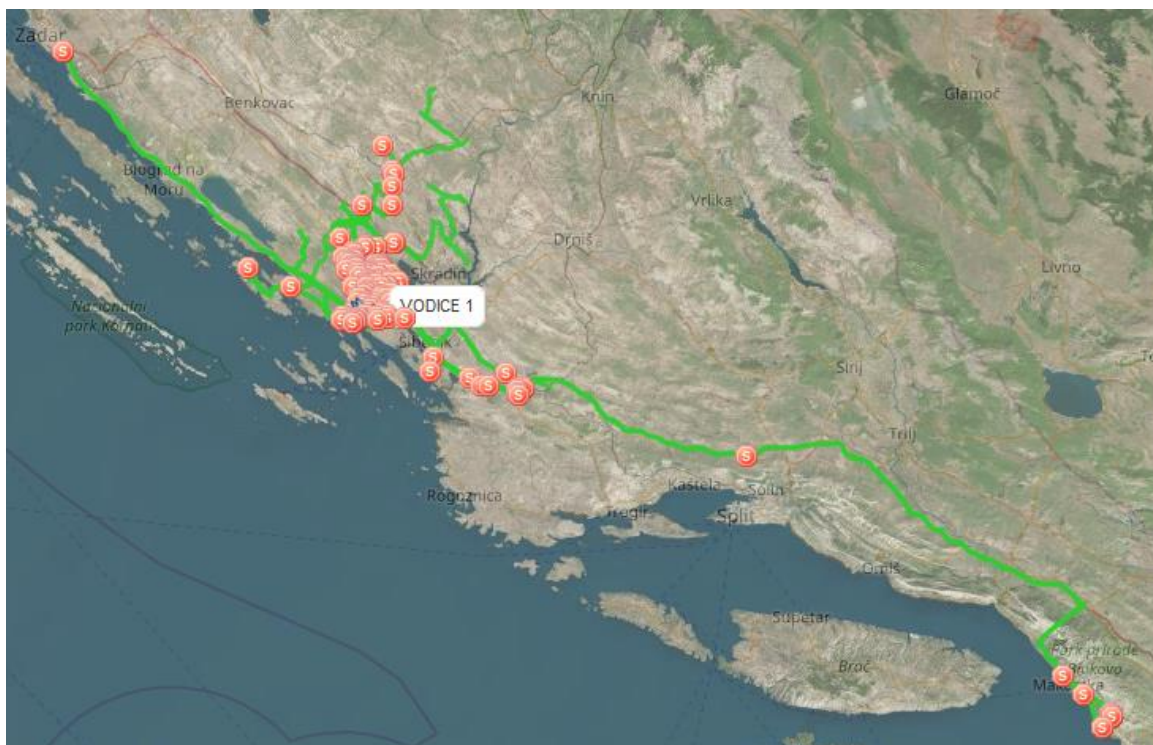 Zadar
S
Benkovac
Knin
Glamoč
S
Biograd na
Moru
S
S
S
S
Vrlika
S
S
Drniš
Livno
S
Skradin
S
Nacionalni
park Kornati
VODICE 1
S
S
S
S
Šibenik
S
S
S
S
S
S
Sinj
Trilj
S
Kaštela
Solin
Rogoznica
Trogir
Split
Omiš
Supetar
Brač
Park prirode
Biokovo
S
Makarska
S
S
S